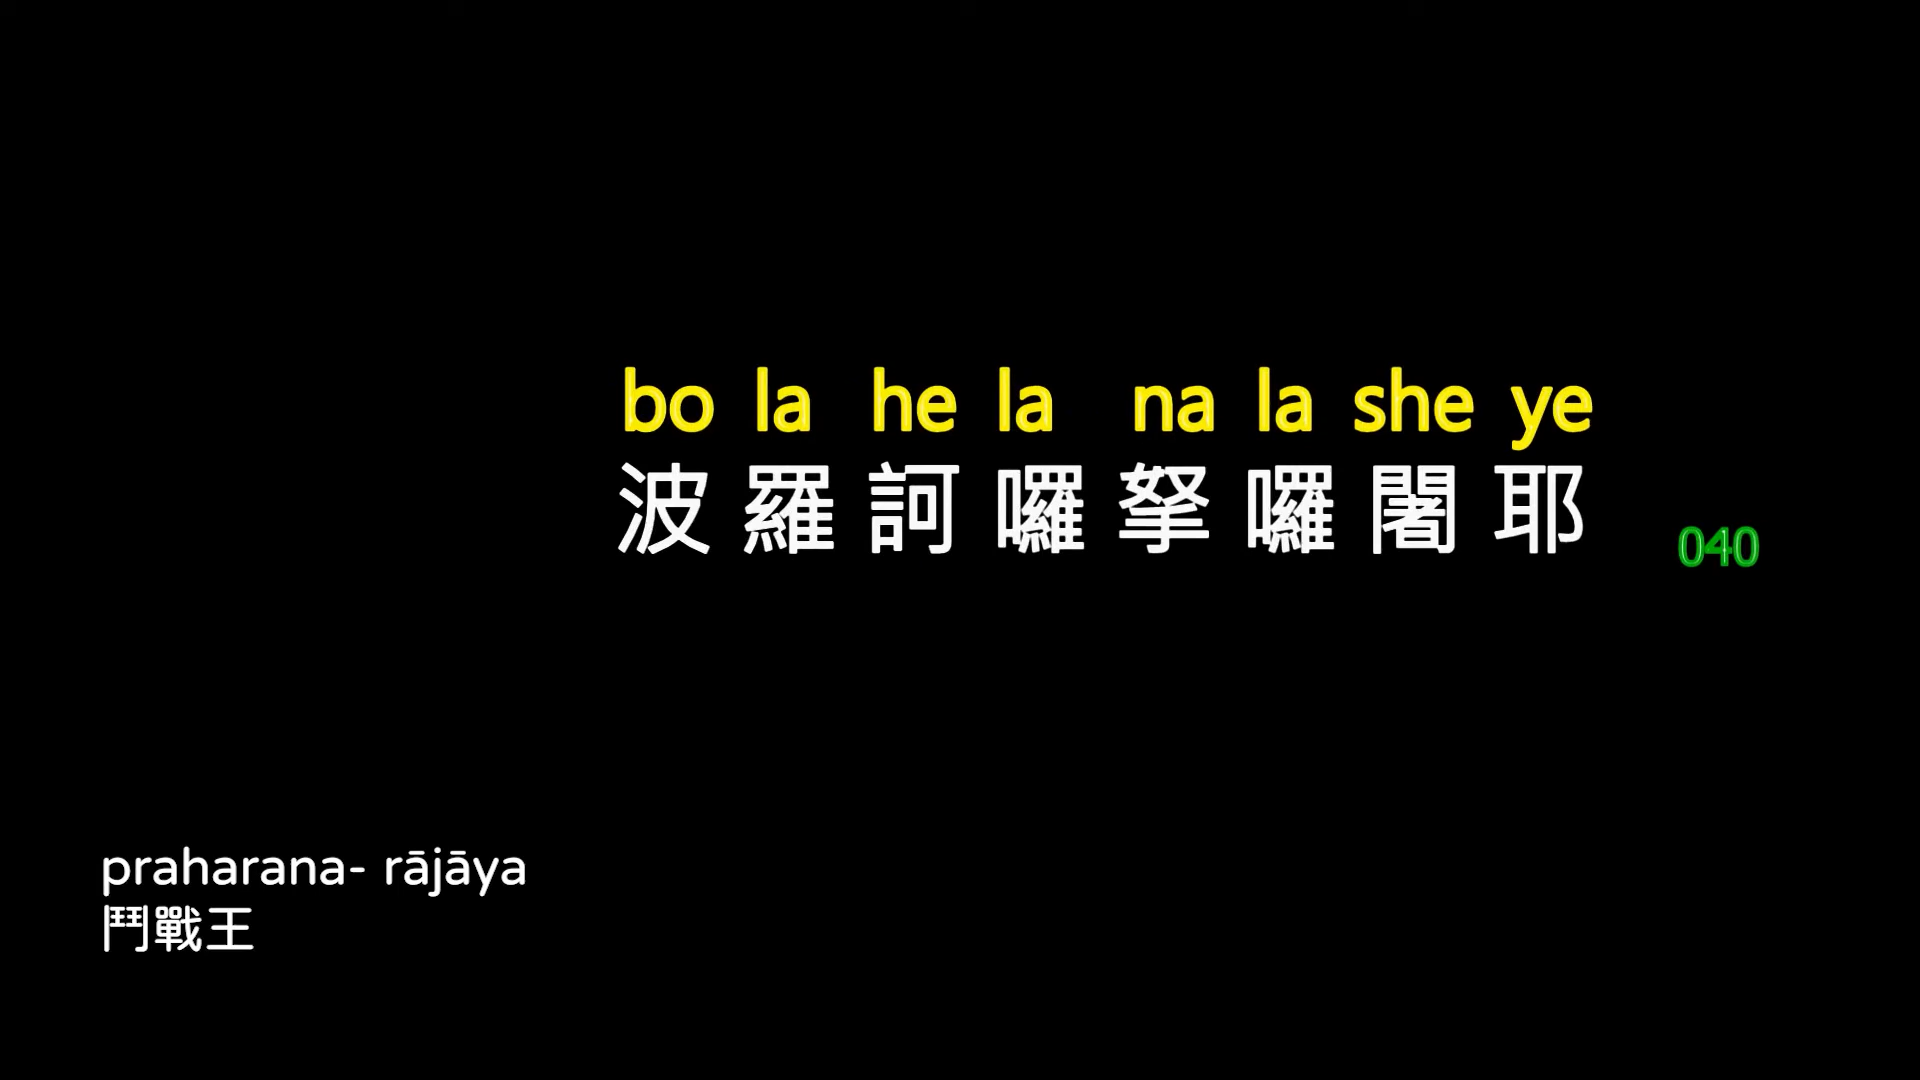 bo la he la na la she ye
波羅訶囉拏囉闍耶
040
praharana- rājāya
鬥戰王